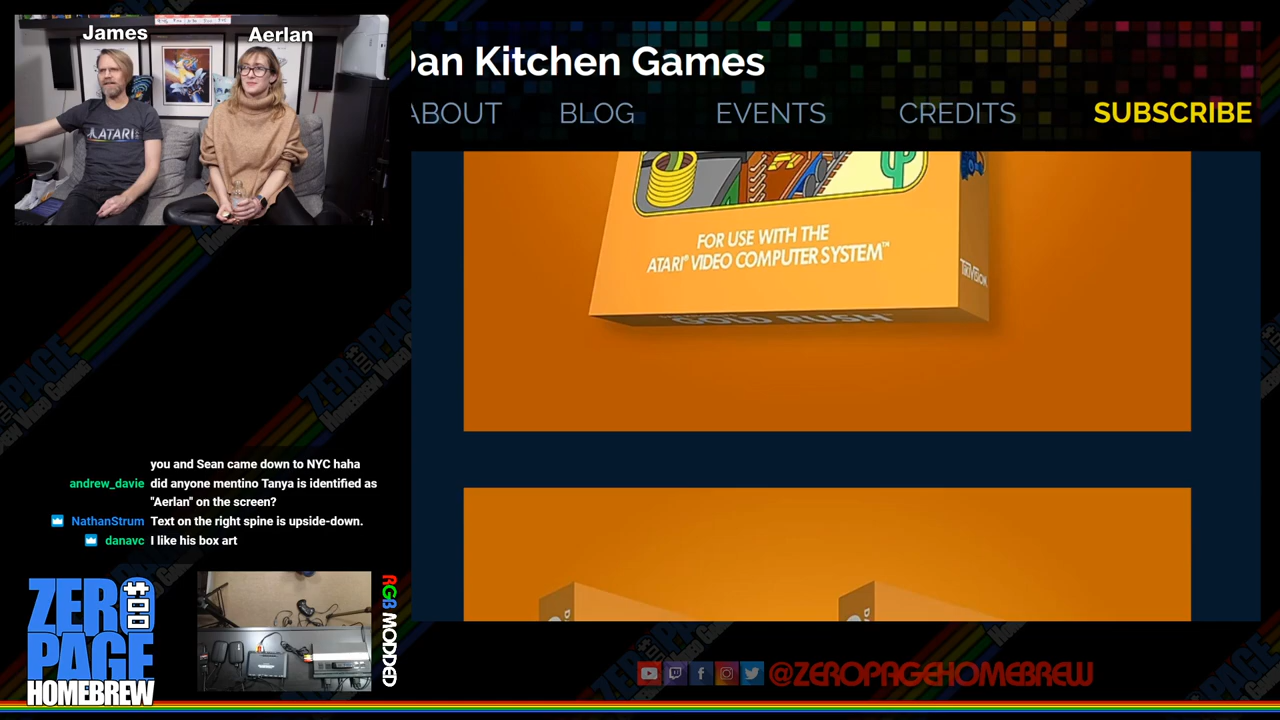 James
Aerlan
ATARI
Dan Kitchen Games
ABOUT
BLOG
EVENTS
CREDITS
SUBSCRIBE
FOR USE WITH THE
ATARI® VIDEO COMPUTER SYSTEM™
GOLD RUSH
you and Sean came down to NYC haha
andrew_davie did anyone mentino Tanya is identified as
"Aerlan" on the screen?
NathanStrum Text on the right spine is upside-down.
danavc I like his box art
ZERO
PAGE
HOMEBREW
RGB MODDED
@ZEROPAGEHOMEBREW